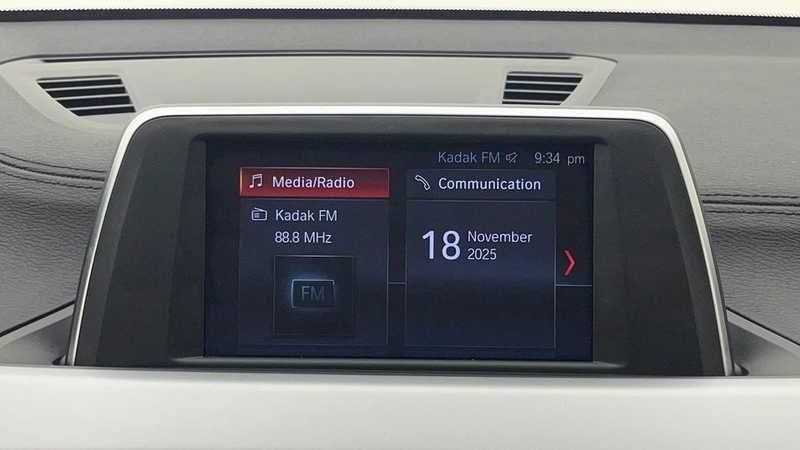 Kadak FM 9:34 pm
Media/Radio
Kadak FM
88.8 MHz
FM
Communication
18 November
2025